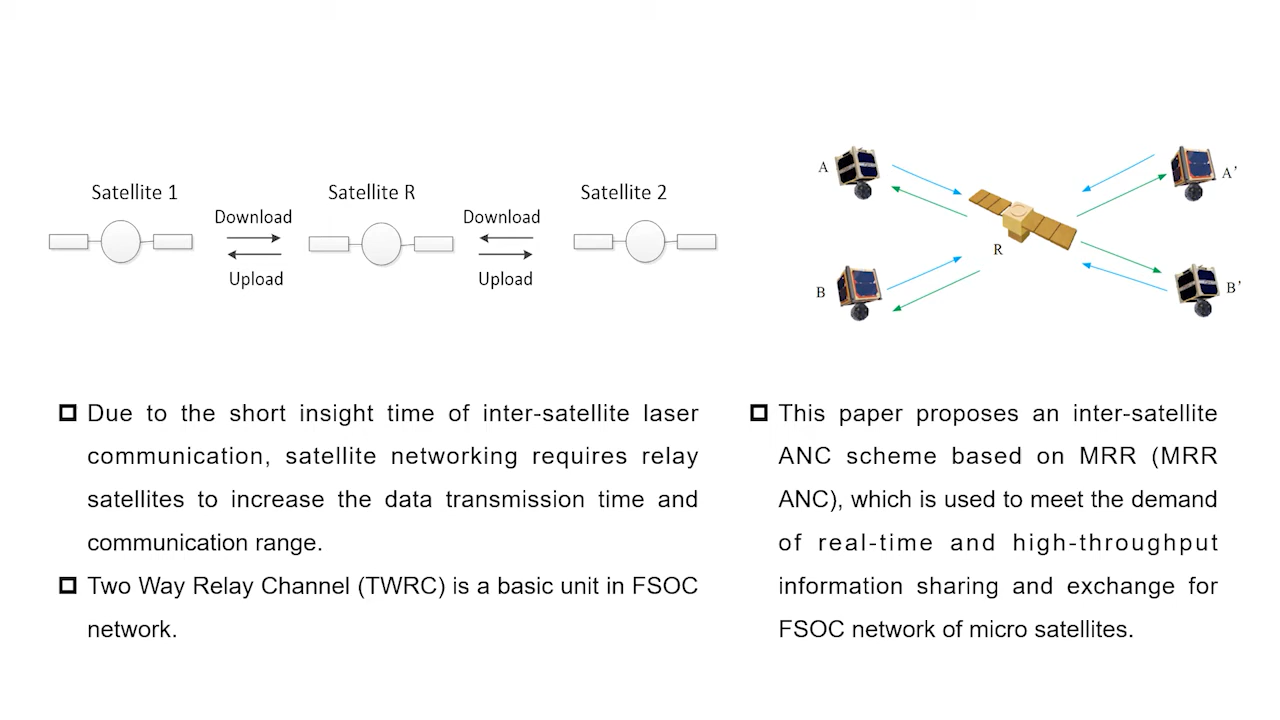 Satellite 1
Satellite R
Satellite 2
Download
Download
Upload
Upload
A
A’
R
B
B’
Due to the short insight time of inter-satellite laser
communication, satellite networking requires relay
satellites to increase the data transmission time and
communication range.
Two Way Relay Channel (TWRC) is a basic unit in FSOC
network.
This paper proposes an inter-satellite
ANC scheme based on MRR (MRR
ANC), which is used to meet the demand
of real-time and high-throughput
information sharing and exchange for
FSOC network of micro satellites.